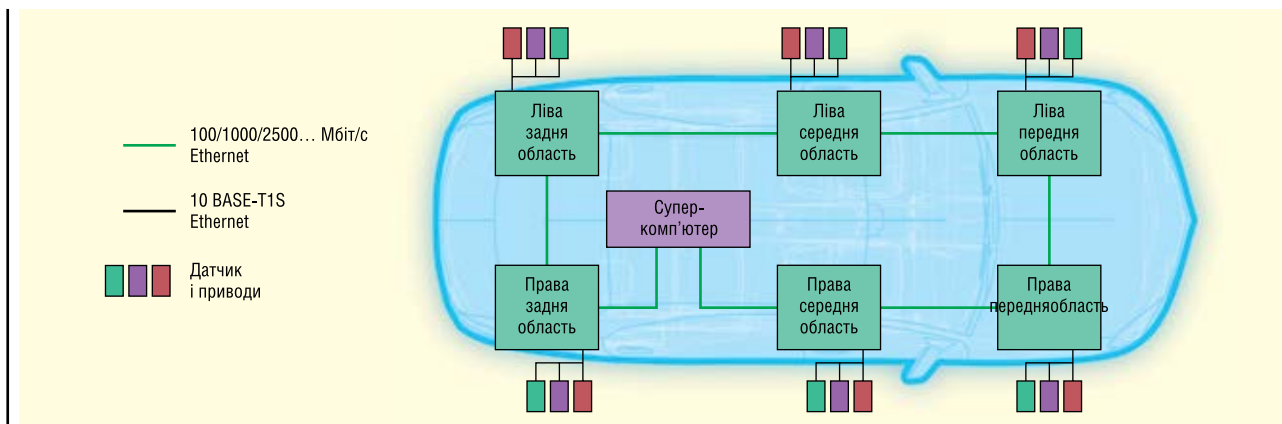 100/1000/2500... Мбіт/с
Ethernet
10 BASE-T1S
Ethernet
Датчик
і приводи
Ліва
задня
область
Ліва
середня
область
Ліва
передня
область
Супер-
комп'ютер
Права
задня
область
Права
середня
область
Права
передняобласть